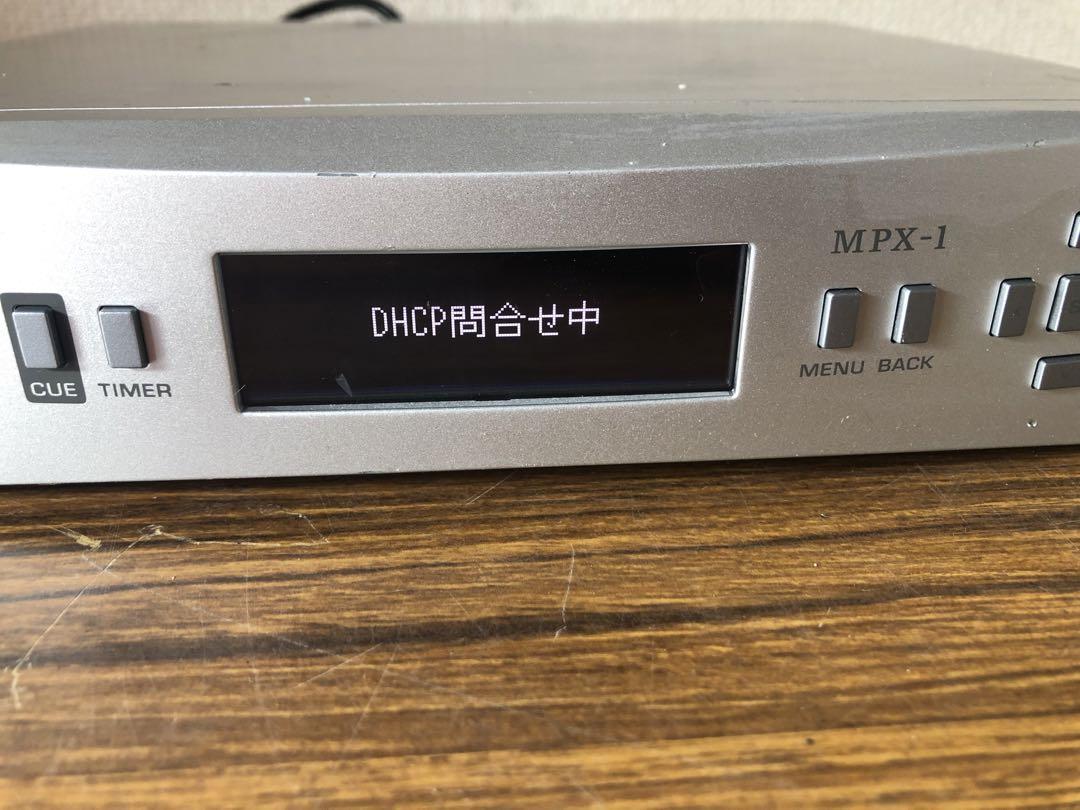 MPX-1
DHCP問合せ中
CUE TIMER
MENU BACK